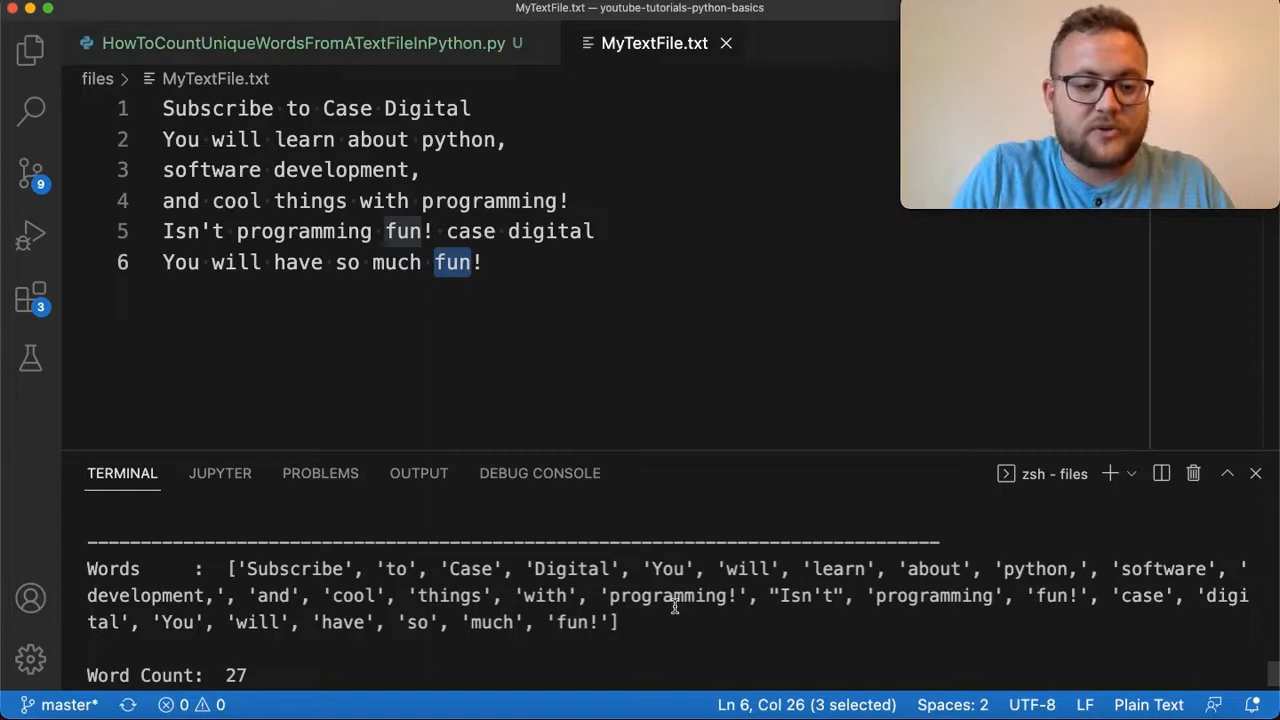 MyTextFile.txt — youtube-tutorials-python-basics
HowToCountUniqueWordsFromATextFileInPython.py U
MyTextFile.txt
files
MyTextFile.txt
1 Subscribe to Case Digital
2 You will learn about python,
3 software development,
4 and cool things with programming!
5 Isn't programming fun! case digital
6 You will have so much fun!
9
3
TERMINAL JUPYTER PROBLEMS OUTPUT DEBUG CONSOLE
zsh - files
--------------------------------------------------------------------------------
Words : ['Subscribe', 'to', 'Case', 'Digital', 'You', 'will', 'learn', 'about', 'python,', 'software', '
development,', 'and', 'cool', 'things', 'with', 'programming!', "Isn't", 'programming', 'fun!', 'case', 'digi
tal', 'You', 'will', 'have', 'so', 'much', 'fun!']
Word Count: 27
master* 0 0 Ln 6, Col 26 (3 selected) Spaces: 2 UTF-8 LF Plain Text